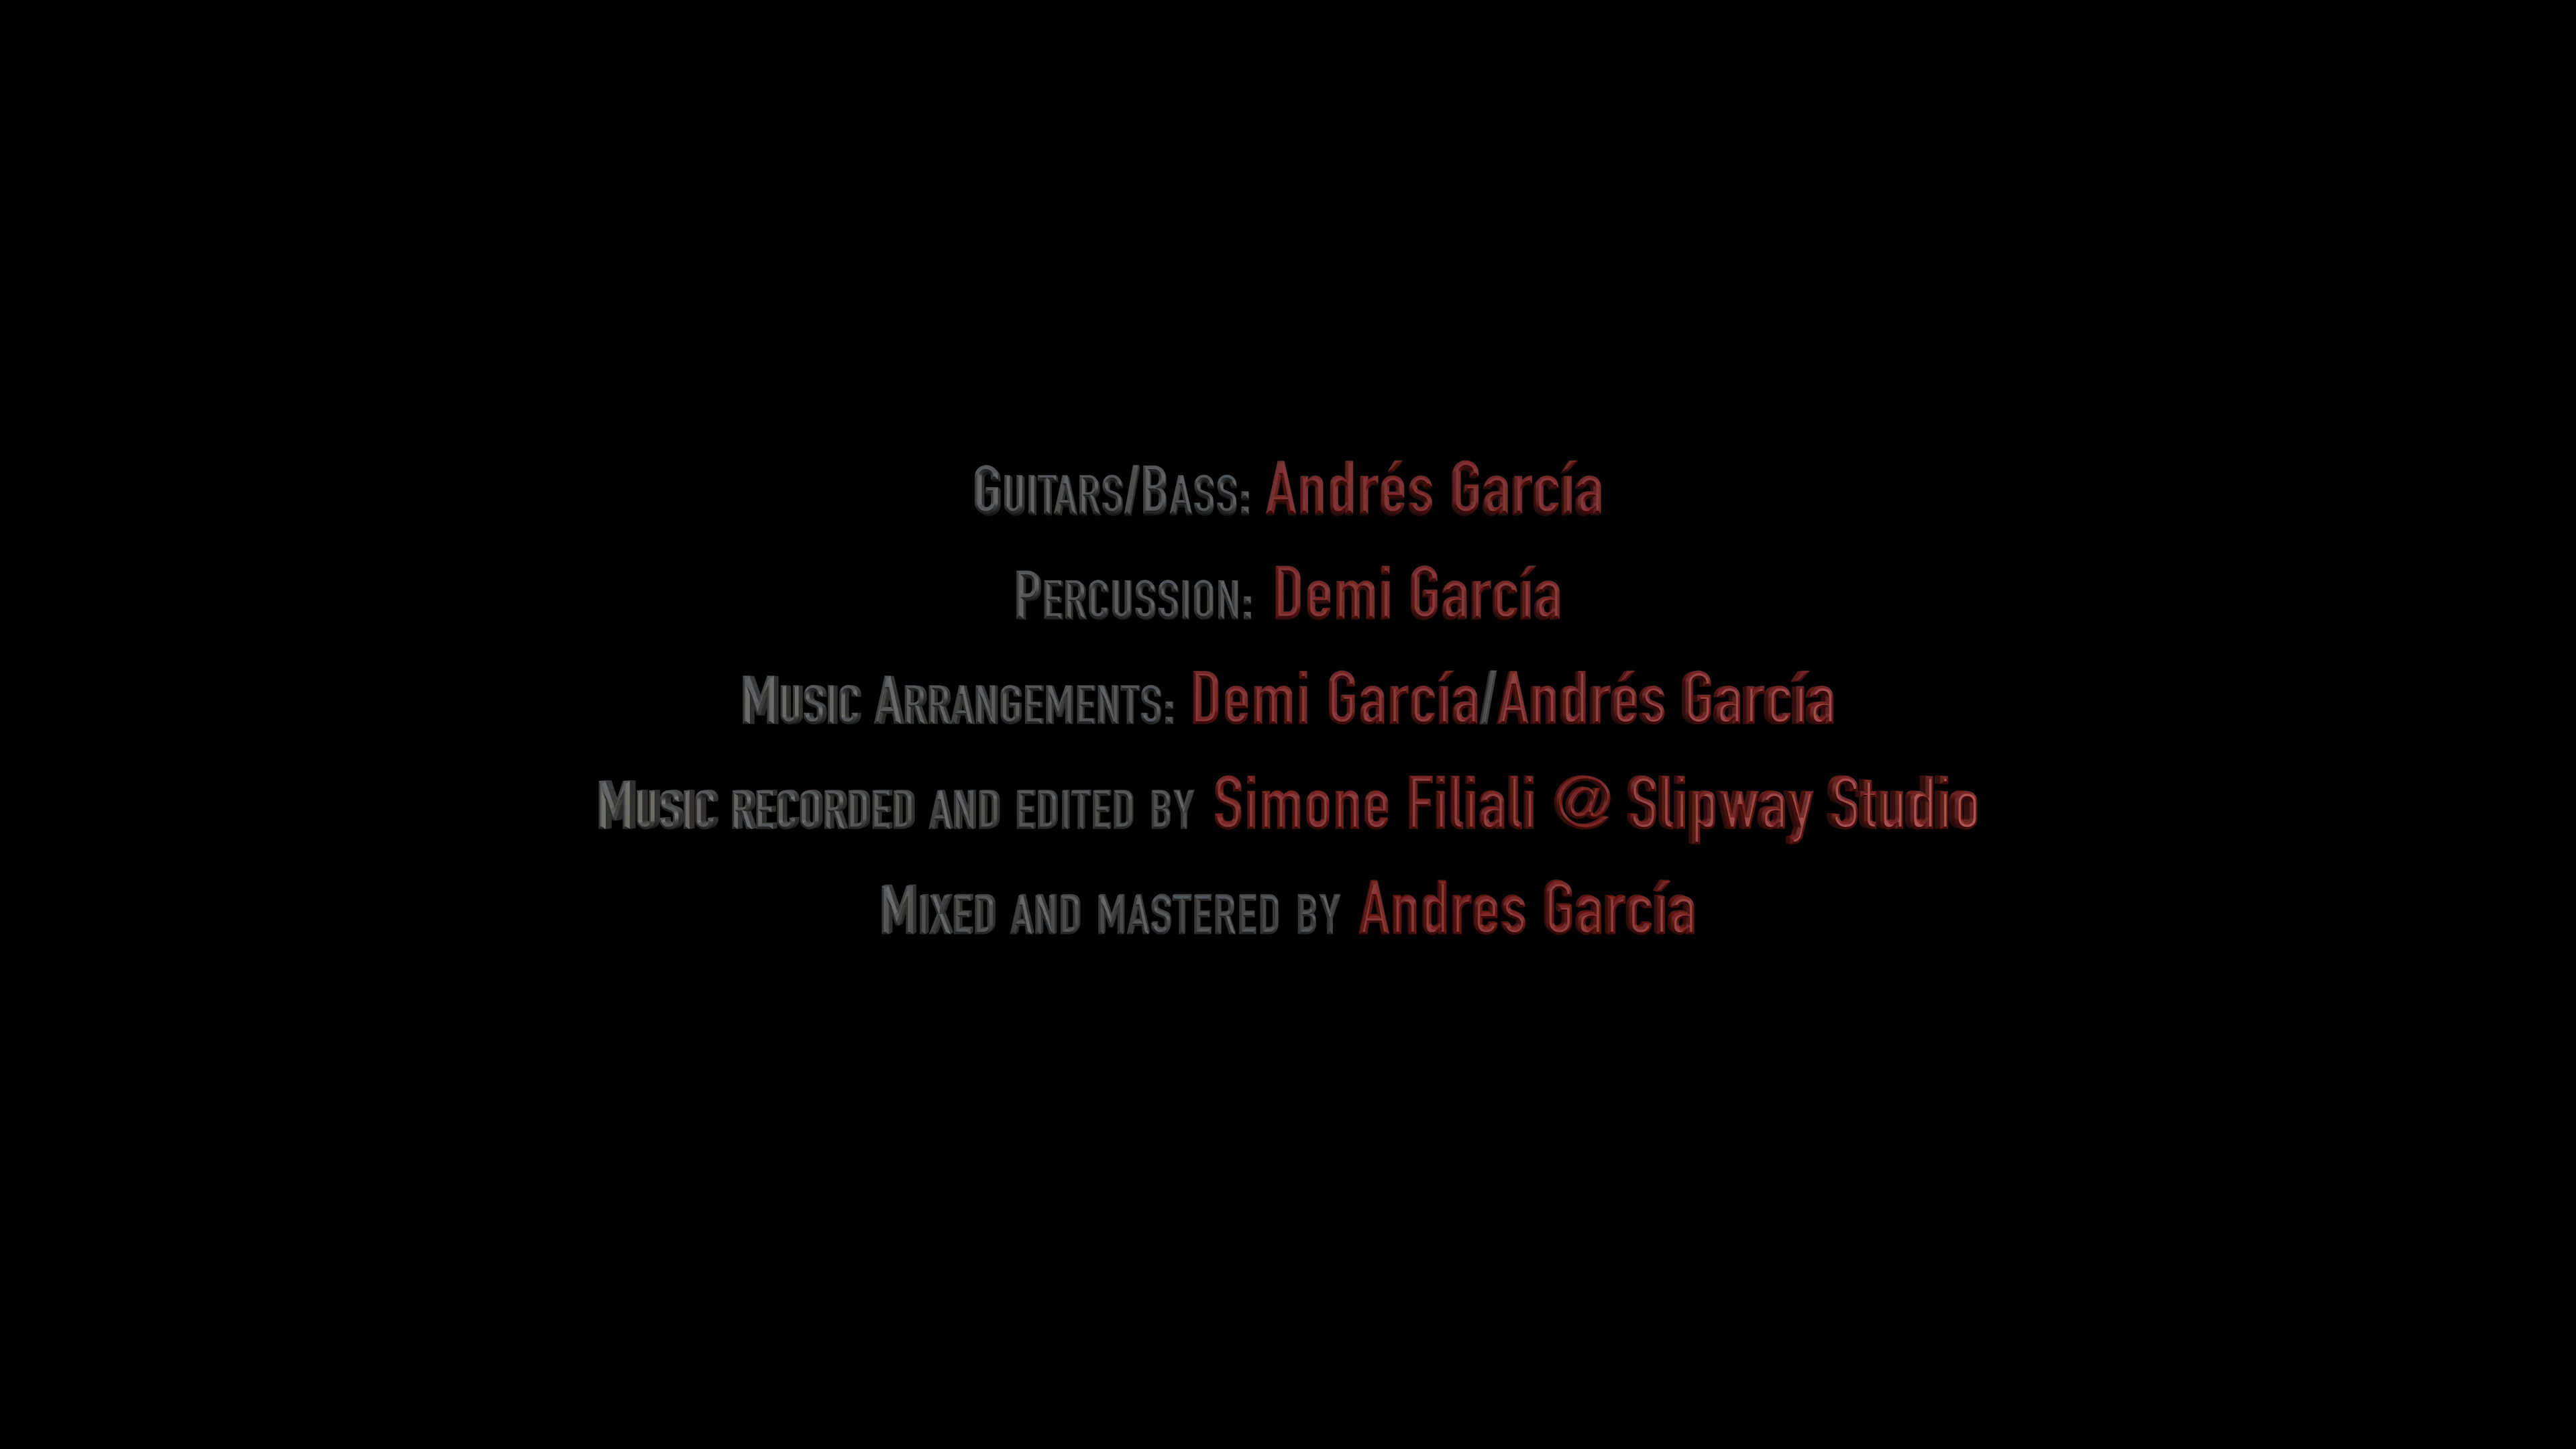 Guitars/Bass: Andrés García
Percussion: Demi García
Music Arrangements: Demi García/Andrés García
Music recorded and edited by Simone Filiali @ Slipway Studio
Mixed and mastered by Andres García